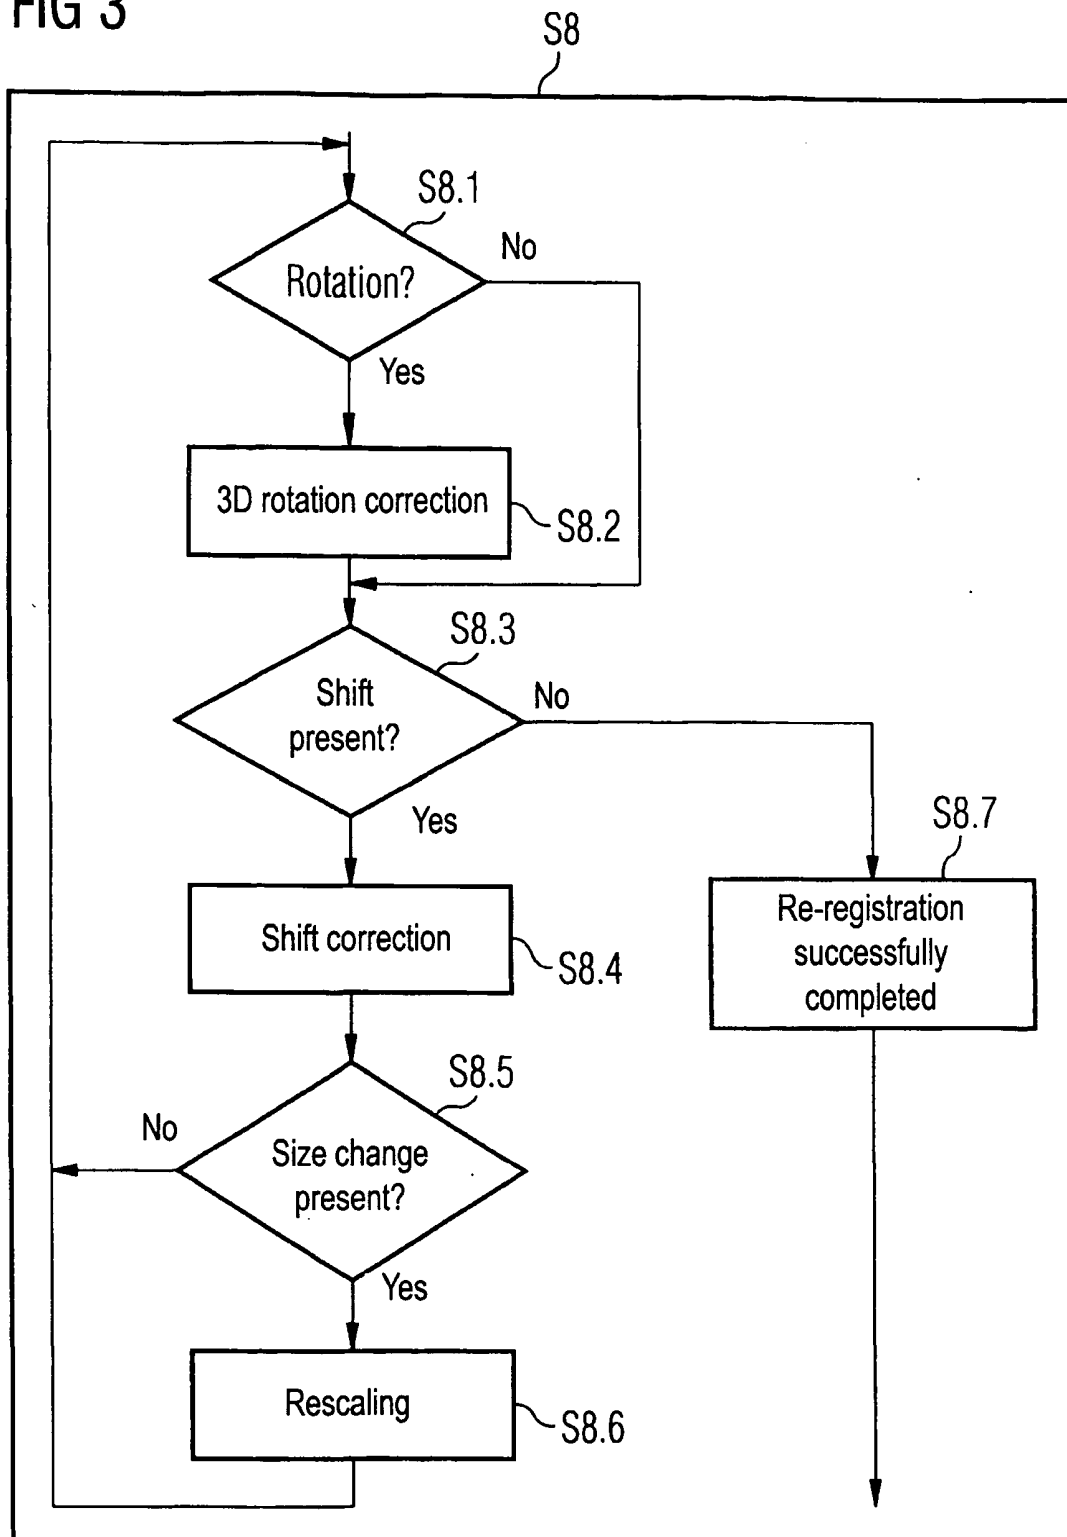 FIG 3
S8
S8.1
No
Rotation?
Yes
3D rotation correction
S8.2
S8.3
Shift
present?
No
Yes
S8.7
Shift correction
S8.4
Re-registration
successfully
completed
S8.5
No
Size change
present?
Yes
Rescaling
S8.6